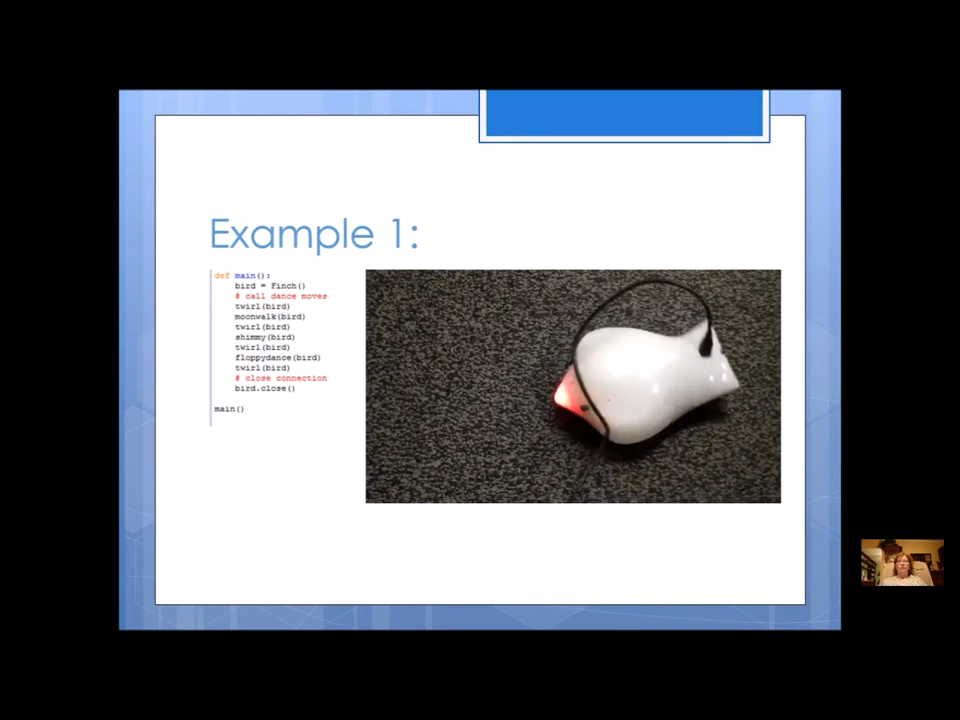 Example 1:
def main():
    bird = Finch()
    # call dance moves
    twirl(bird)
    moonwalk(bird)
    twirl(bird)
    shimmy(bird)
    twirl(bird)
    floppydance(bird)
    twirl(bird)
    # close connection
    bird.close()
main()